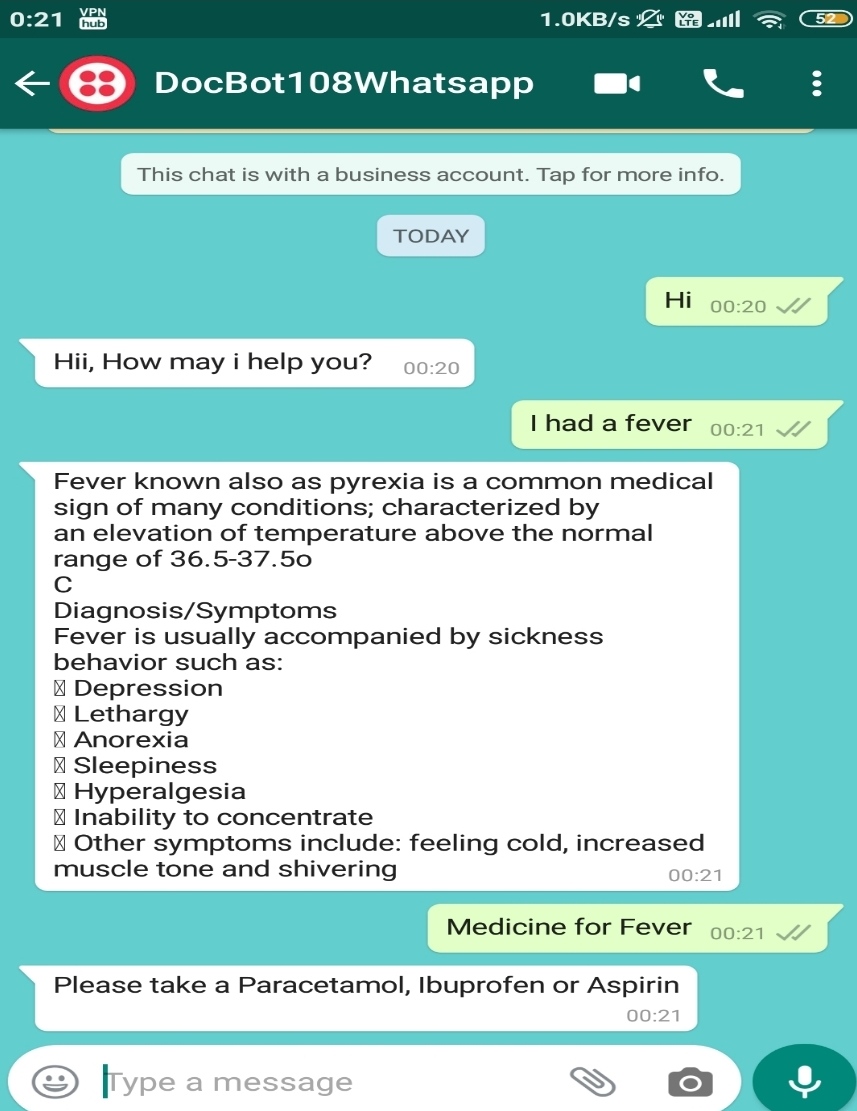 0:21 VPN hub 1.0KB/s Vo LTE 52
DocBot108Whatsapp
This chat is with a business account. Tap for more info.
TODAY
Hi 00:20
Hii, How may i help you? 00:20
I had a fever 00:21
Fever known also as pyrexia is a common medical
sign of many conditions; characterized by
an elevation of temperature above the normal
range of 36.5-37.5o
C
Diagnosis/Symptoms
Fever is usually accompanied by sickness
behavior such as:
Depression
Lethargy
Anorexia
Sleepiness
Hyperalgesia
Inability to concentrate
Other symptoms include: feeling cold, increased
muscle tone and shivering 00:21
Medicine for Fever 00:21
Please take a Paracetamol, Ibuprofen or Aspirin
00:21
Type a message